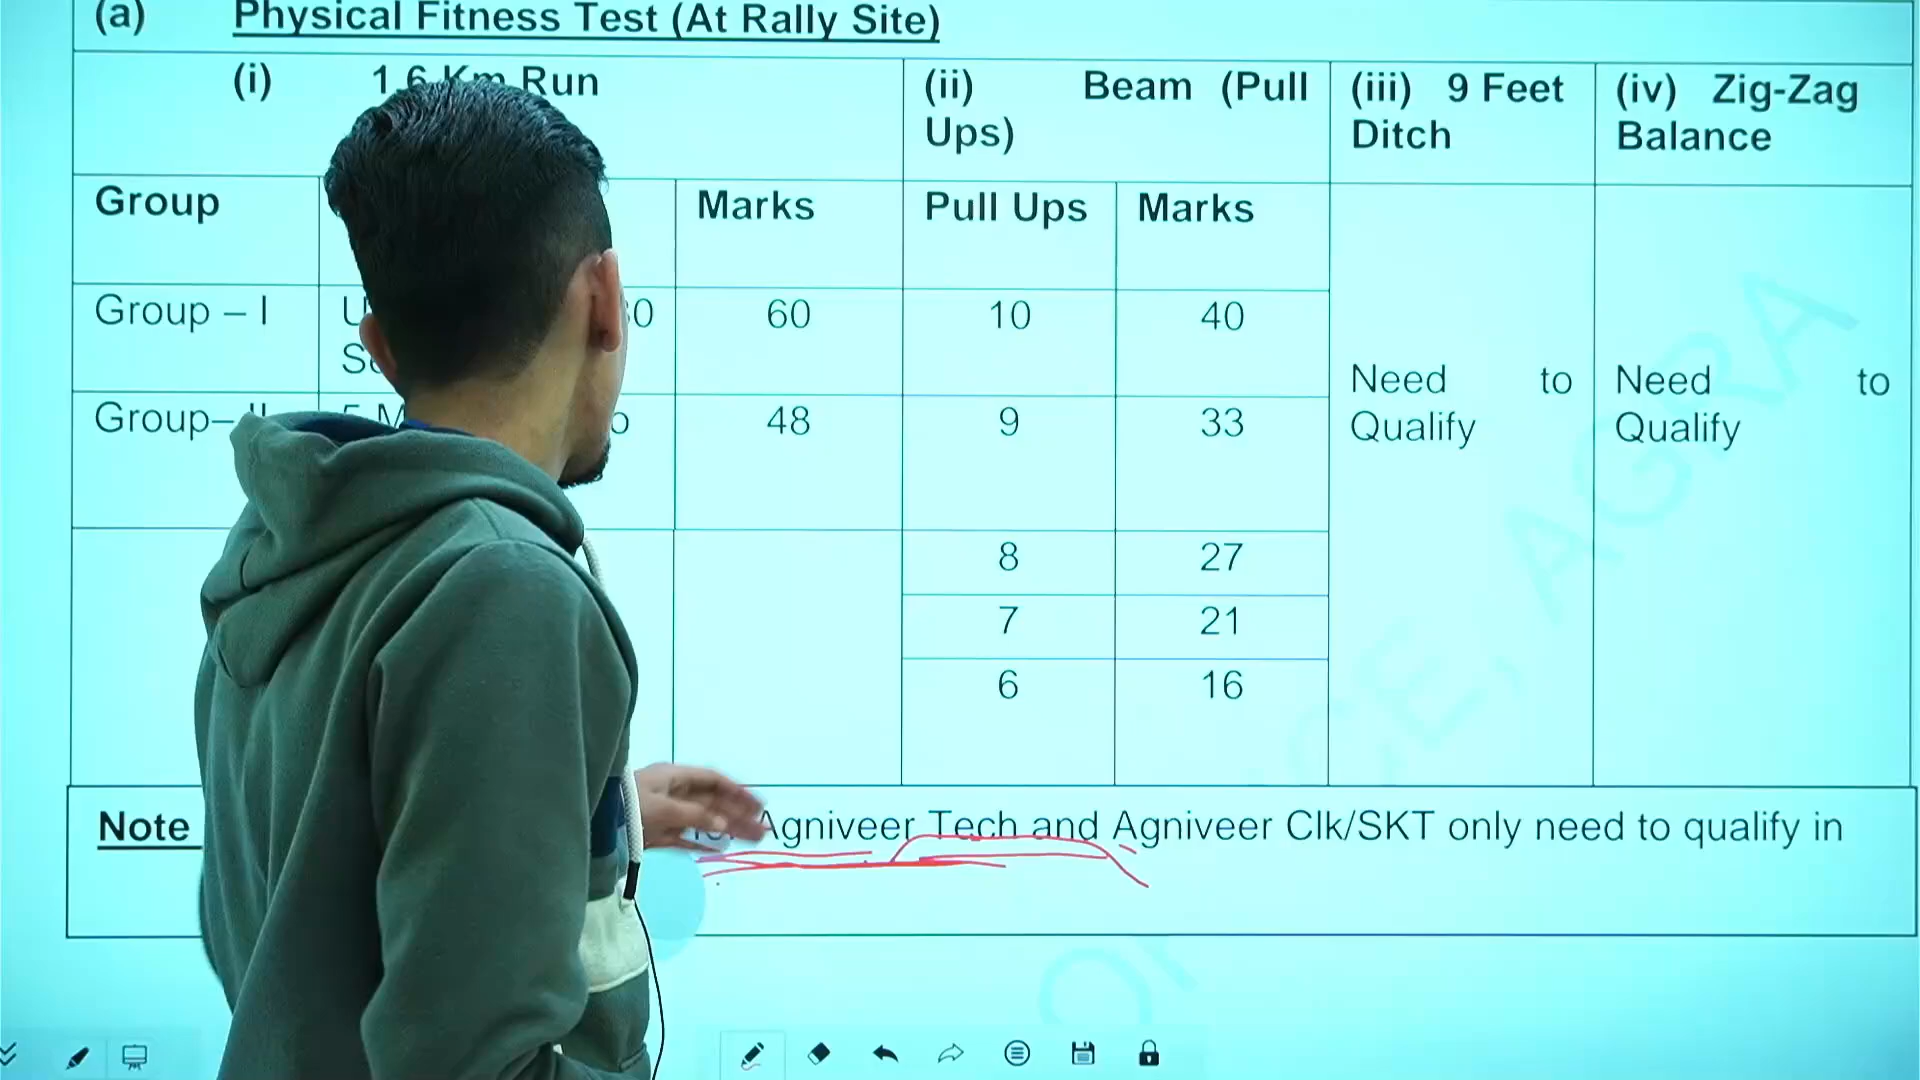 (a) Physical Fitness Test (At Rally Site)
(i) 1.6 Km Run
(ii) Beam (Pull Ups)
(iii) 9 Feet Ditch
(iv) Zig-Zag Balance
Group Marks Pull Ups Marks
Group – I 60 10 40
Need to Qualify
Need to Qualify
Group– 48 9 33
8 27
7 21
6 16
Note Agniveer Tech and Agniveer Clk/SKT only need to qualify in
AGRA